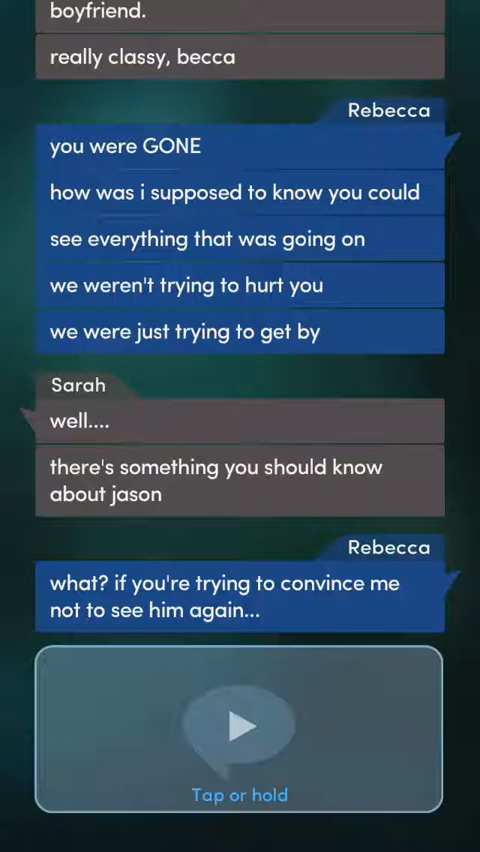 boyfriend.
really classy, becca
Rebecca
you were GONE
how was i supposed to know you could
see everything that was going on
we weren't trying to hurt you
we were just trying to get by
Sarah
well....
there's something you should know
about jason
Rebecca
what? if you're trying to convince me
not to see him again...
Tap or hold